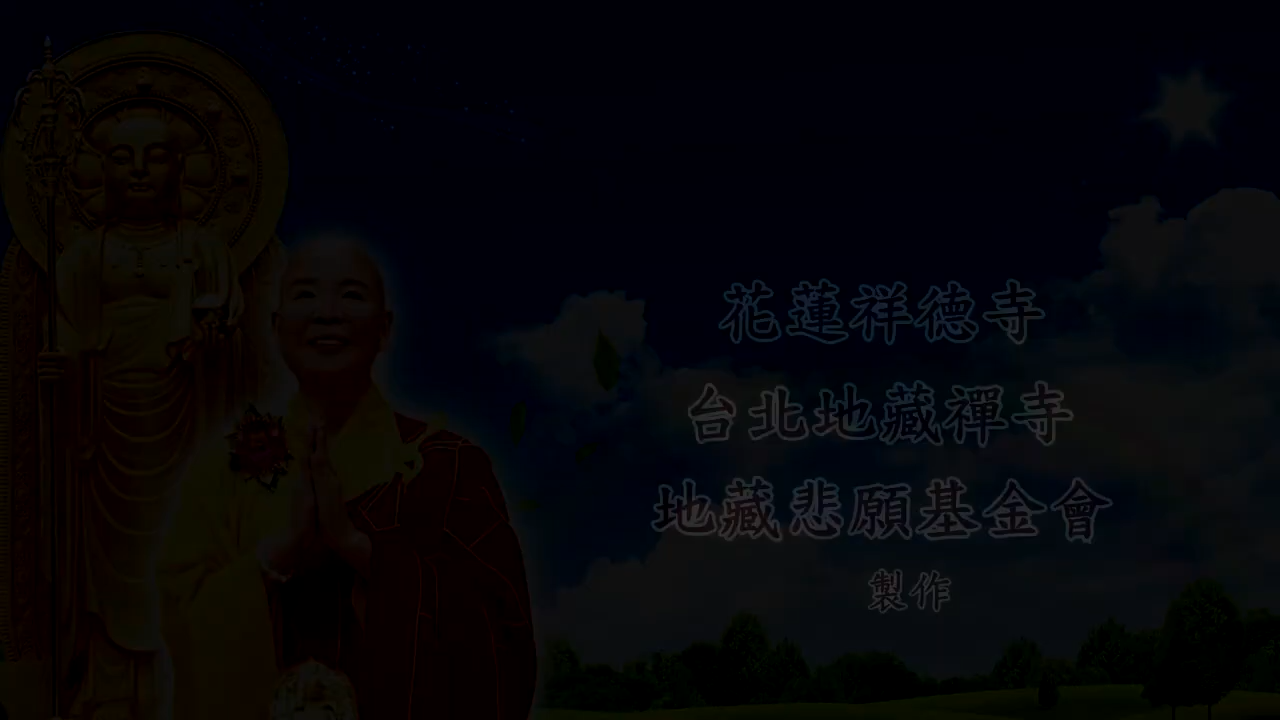 花蓮祥德寺
台北地藏禪寺
地藏悲願基金會
製作